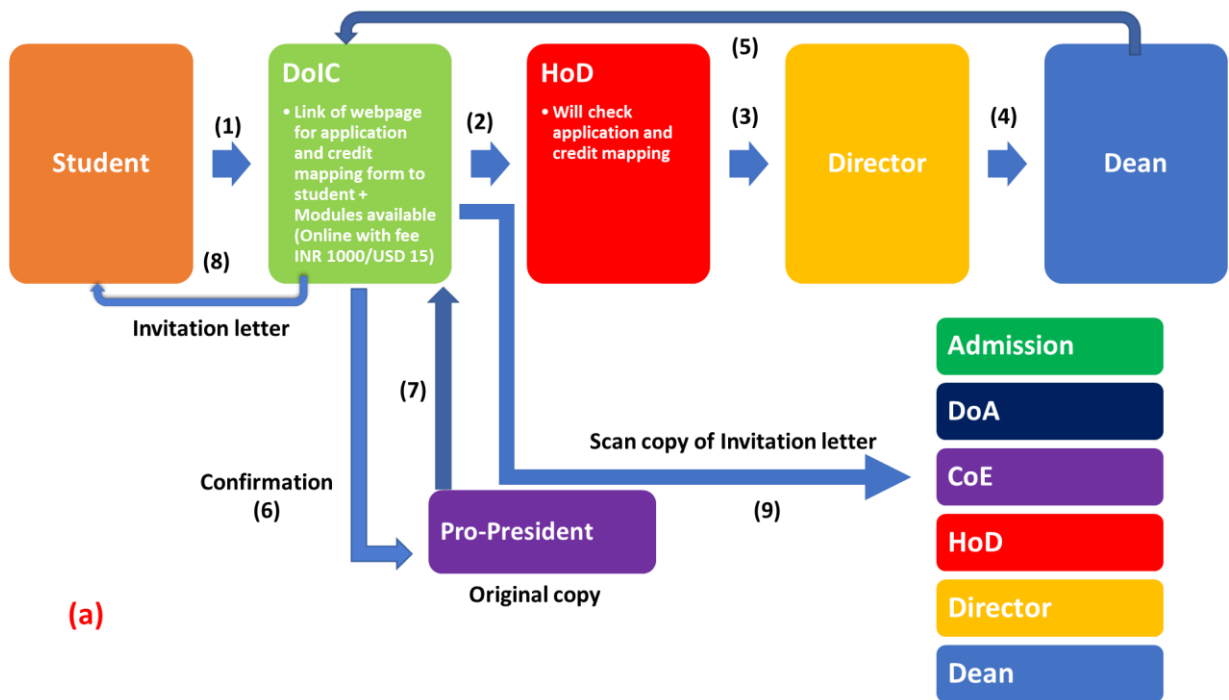 (5)
Student
(1)
DoIC
• Link of webpage
for application
and credit
mapping form to
student +
Modules available
(Online with fee
INR 1000/USD 15)
(2)
HoD
• Will check
application and
credit mapping
(3)
Director
(4)
Dean
(8)
Invitation letter
(7)
Confirmation
(6)
Pro-President
Original copy
Scan copy of Invitation letter
(9)
Admission
DoA
CoE
HoD
Director
Dean
(a)